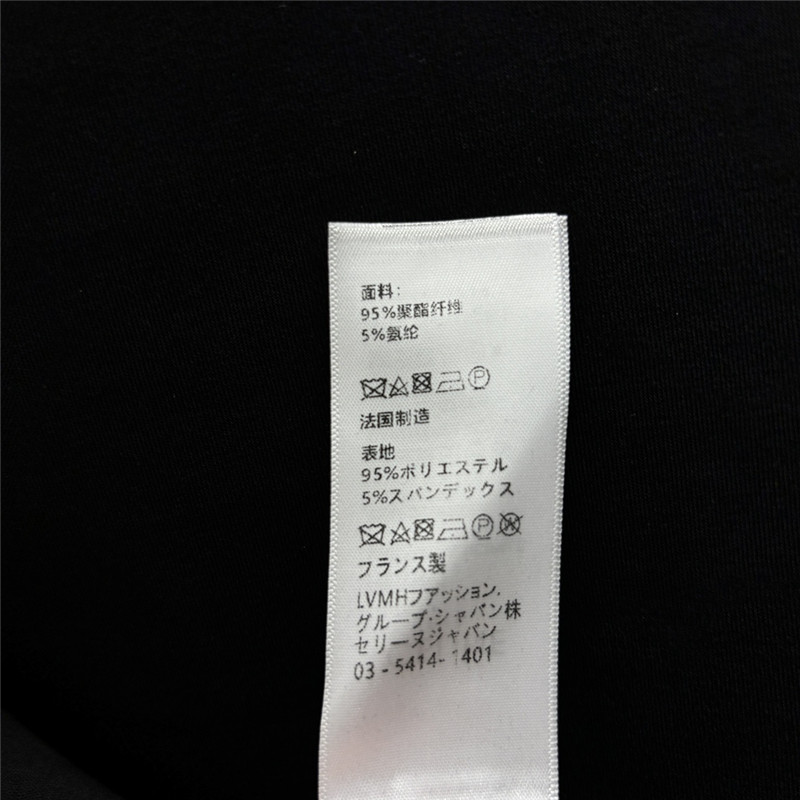 面料:
95%聚酯纤维
5%氨纶
法国制造
表地
95%ポリエステル
5%スパンデックス
フランス製
LVMHファッション.
グループ·シャパン株
セリーヌジャパン
03-5414-1401